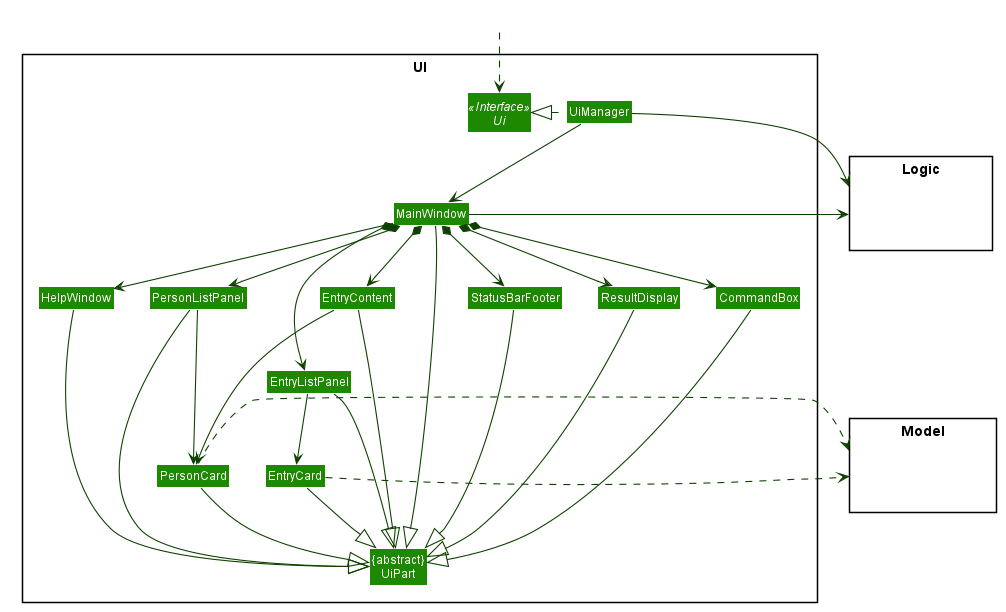 UI
«Interface»
Ui
UiManager
Logic
MainWindow
HelpWindow
PersonListPanel
EntryContent
StatusBarFooter
ResultDisplay
CommandBox
EntryListPanel
Model
PersonCard
EntryCard
{abstract}
UiPart